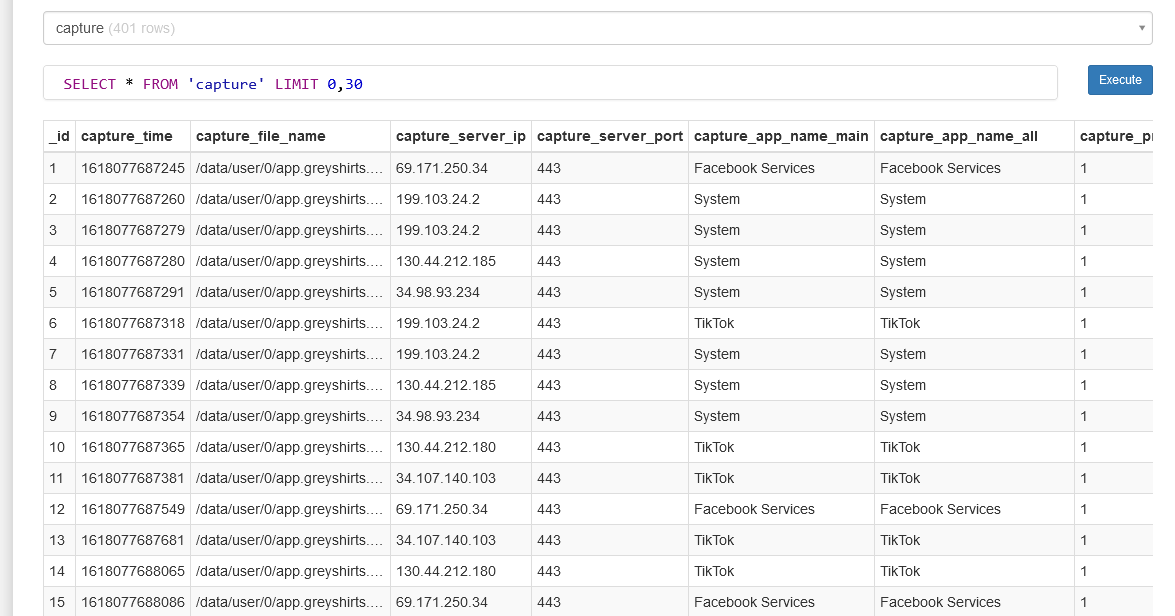 capture (401 rows)
SELECT * FROM 'capture' LIMIT 0,30
Execute
_id capture_time capture_file_name capture_server_ip capture_server_port capture_app_name_main capture_app_name_all capture_pr
1 1618077687245 /data/user/0/app.greyshirts.... 69.171.250.34 443 Facebook Services Facebook Services 1
2 1618077687260 /data/user/0/app.greyshirts.... 199.103.24.2 443 System System 1
3 1618077687279 /data/user/0/app.greyshirts.... 199.103.24.2 443 System System 1
4 1618077687280 /data/user/0/app.greyshirts.... 130.44.212.185 443 System System 1
5 1618077687291 /data/user/0/app.greyshirts.... 34.98.93.234 443 System System 1
6 1618077687318 /data/user/0/app.greyshirts.... 199.103.24.2 443 TikTok TikTok 1
7 1618077687331 /data/user/0/app.greyshirts.... 199.103.24.2 443 System System 1
8 1618077687339 /data/user/0/app.greyshirts.... 130.44.212.185 443 System System 1
9 1618077687354 /data/user/0/app.greyshirts.... 34.98.93.234 443 System System 1
10 1618077687365 /data/user/0/app.greyshirts.... 130.44.212.180 443 TikTok TikTok 1
11 1618077687381 /data/user/0/app.greyshirts.... 34.107.140.103 443 TikTok TikTok 1
12 1618077687549 /data/user/0/app.greyshirts.... 69.171.250.34 443 Facebook Services Facebook Services 1
13 1618077687681 /data/user/0/app.greyshirts.... 34.107.140.103 443 TikTok TikTok 1
14 1618077688065 /data/user/0/app.greyshirts.... 130.44.212.180 443 TikTok TikTok 1
15 1618077688086 /data/user/0/app.greyshirts.... 69.171.250.34 443 Facebook Services Facebook Services 1